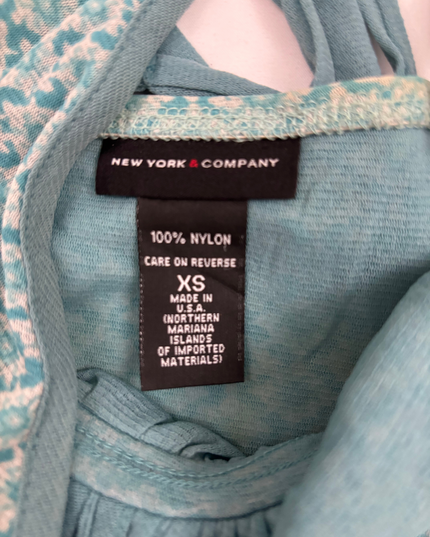 NEW YORK & COMPANY
100% NYLON
CARE ON REVERSE
XS
MADE IN
U.S.A.
(NORTHERN
MARIANA
ISLANDS
OF IMPORTED
MATERIALS)